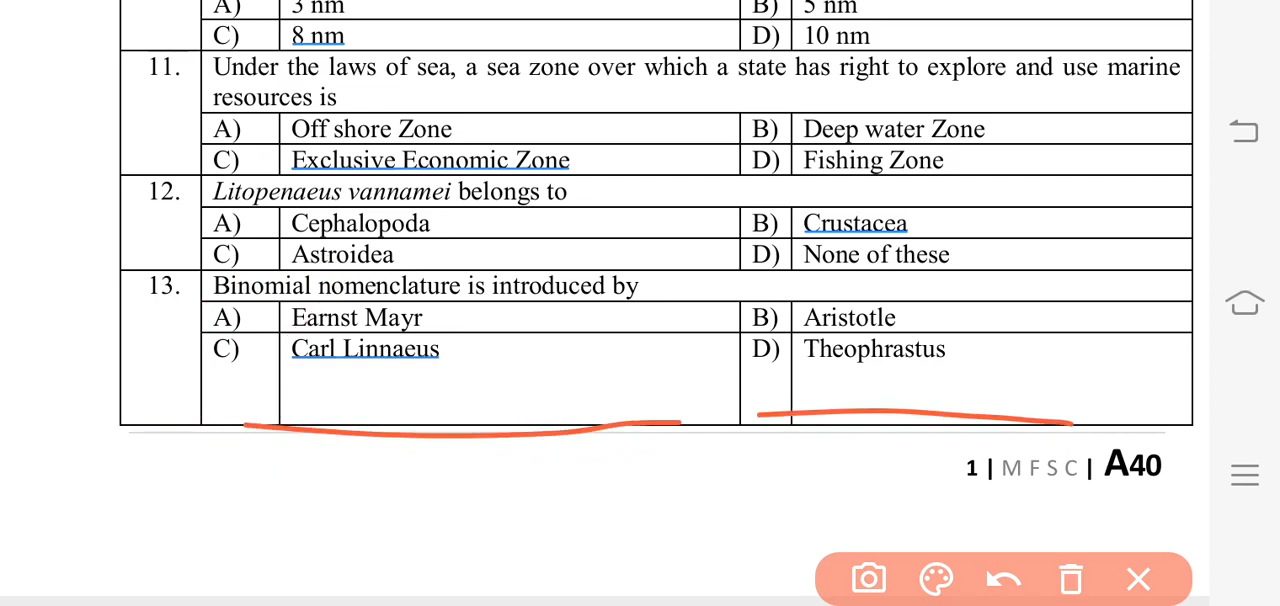 A) 3 nm B) 5 nm
C) 8 nm D) 10 nm
11. Under the laws of sea, a sea zone over which a state has right to explore and use marine
resources is
A) Off shore Zone B) Deep water Zone
C) Exclusive Economic Zone D) Fishing Zone
12. Litopenaeus vannamei belongs to
A) Cephalopoda B) Crustacea
C) Astroidea D) None of these
13. Binomial nomenclature is introduced by
A) Earnst Mayr B) Aristotle
C) Carl Linnaeus D) Theophrastus
1 | M F S C | A40